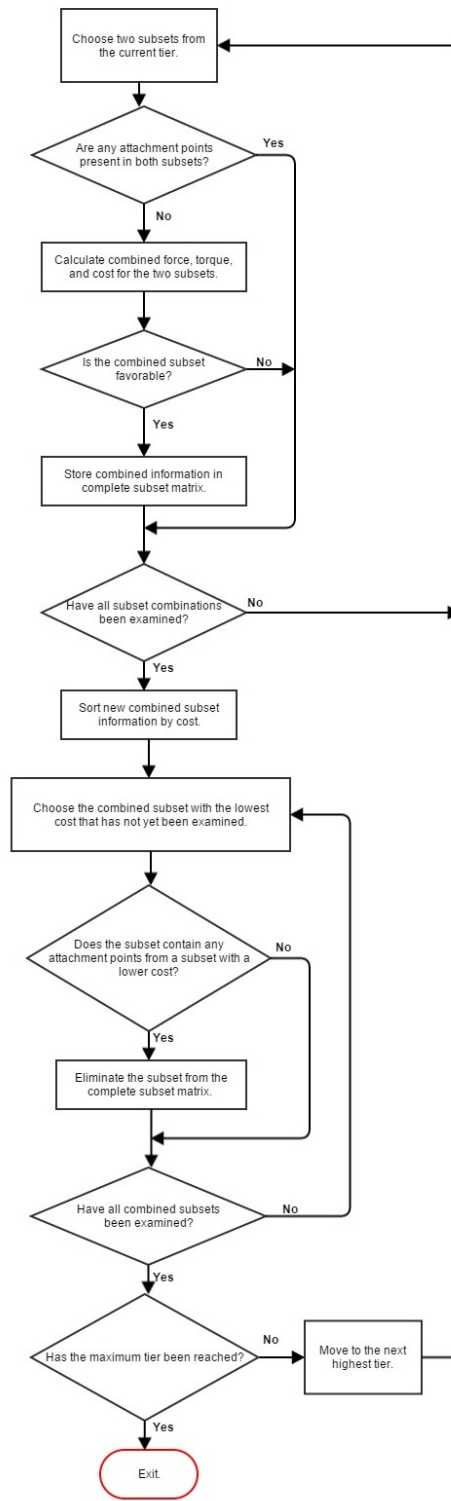 Choose two subsets from
the current tier.
Are any attachment points
present in both subsets?
Yes
No
Calculate combined force, torque,
and cost for the two subsets.
Is the combined subset
favorable?
No
Yes
Store combined information in
complete subset matrix.
Have all subset combinations
been examined?
No
Yes
Sort new combined subset
information by cost.
Choose the combined subset with the lowest
cost that has not yet been examined.
Does the subset contain any
attachment points from a subset with a
lower cost?
No
Yes
Eliminate the subset from the
complete subset matrix.
Have all combined subsets
been examined?
No
Yes
Has the maximum tier been reached?
No
Move to the next
highest tier.
Yes
Exit.